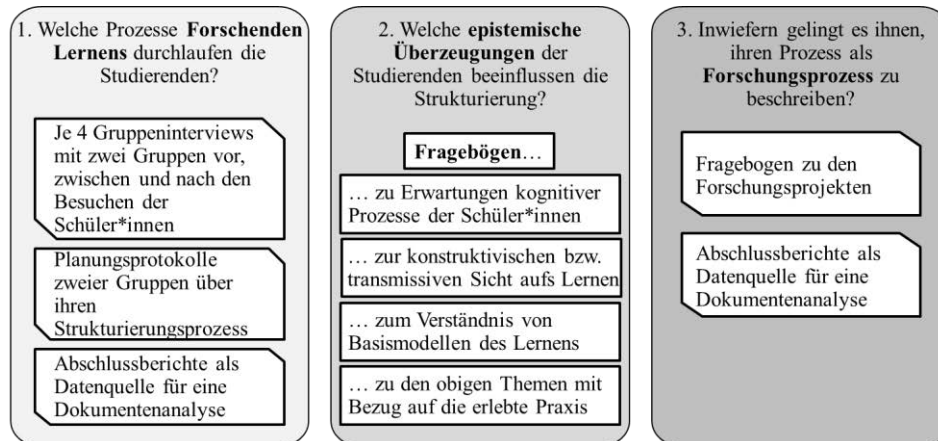 1. Welche Prozesse Forschenden
Lernens durchlaufen die
Studierenden?
Je 4 Gruppeninterviews
mit zwei Gruppen vor,
zwischen und nach den
Besuchen der
Schüler*innen
Planungsprotokolle
zweier Gruppen über
ihren
Strukturierungsprozess
Abschlussberichte als
Datenquelle für eine
Dokumentenanalyse
2. Welche epistemische
Überzeugungen der
Studierenden beeinflussen die
Strukturierung?
Fragebögen…
… zu Erwartungen kognitiver
Prozesse der Schüler*innen
… zur konstruktivischen bzw.
transmissiven Sicht aufs Lernen
… zum Verständnis von
Basismodellen des Lernens
… zu den obigen Themen mit
Bezug auf die erlebte Praxis
3. Inwiefern gelingt es ihnen,
ihren Prozess als
Forschungsprozess zu
beschreiben?
Fragebogen zu den
Forschungsprojekten
Abschlussberichte als
Datenquelle für eine
Dokumentenanalyse